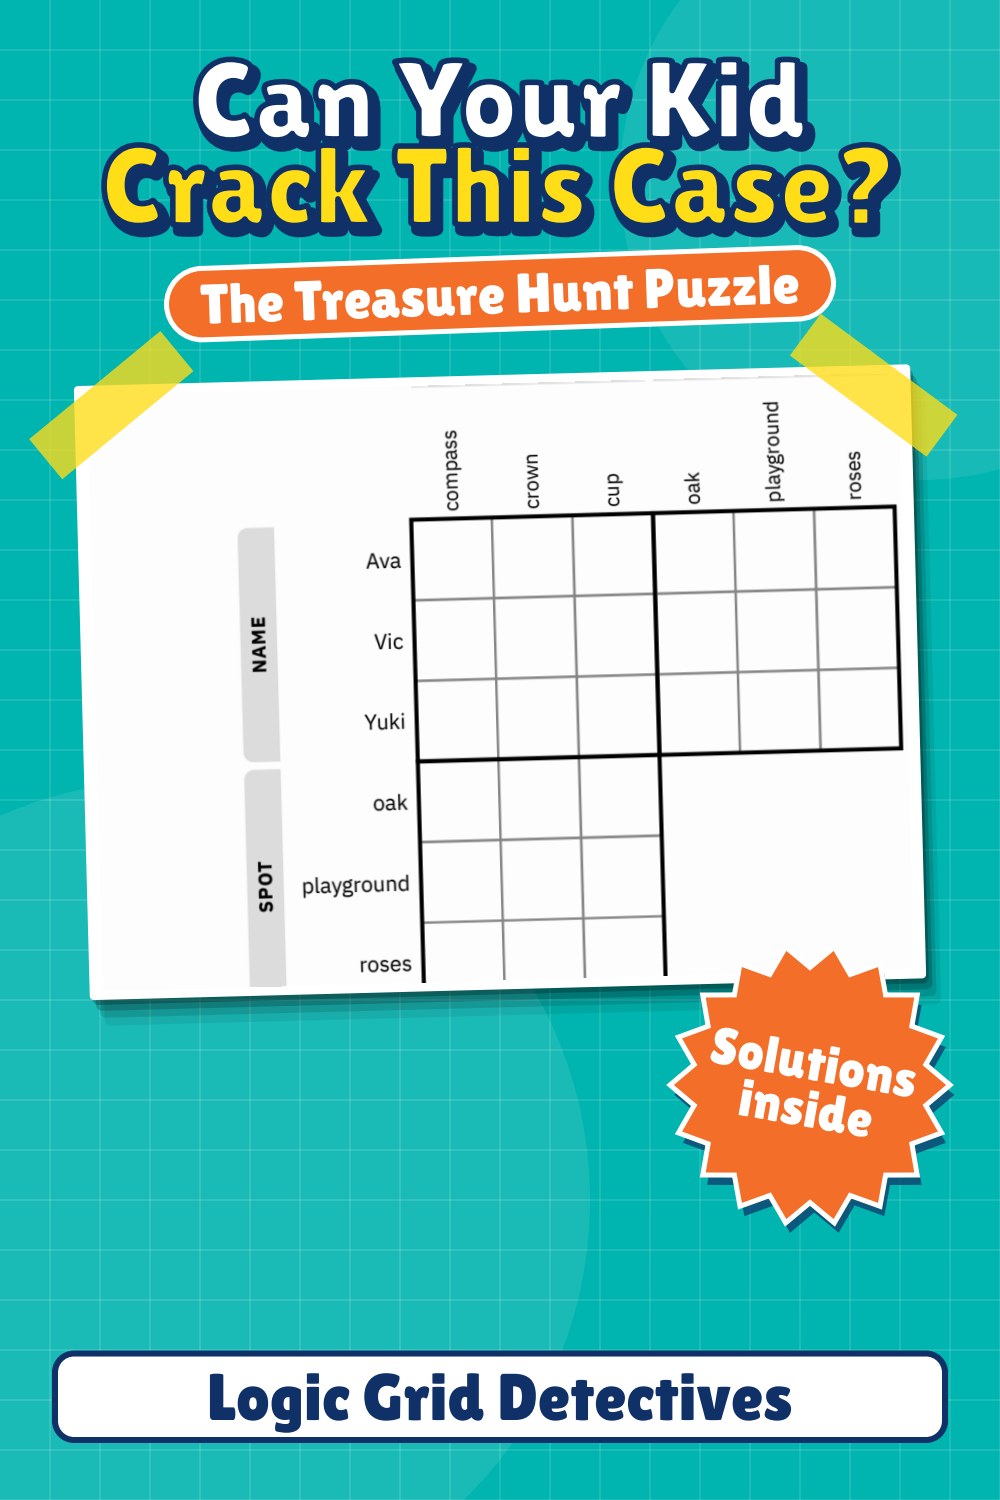 Can Your Kid
Crack This Case?
The Treasure Hunt Puzzle
compass
crown
cup
oak
playground
roses
NAME
Ava
Vic
Yuki
SPOT
oak
playground
roses
Solutions
inside
Logic Grid Detectives